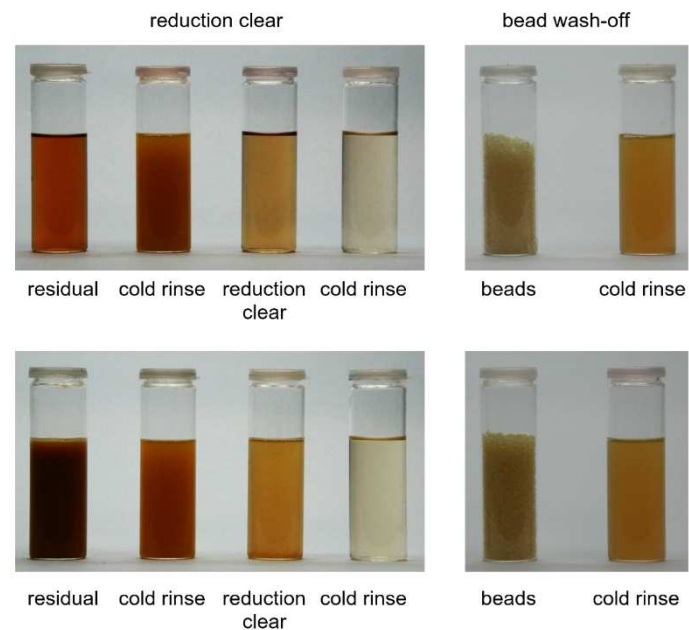 reduction clear
bead wash-off
residual
cold rinse
reduction
clear
cold rinse
beads
cold rinse
residual
cold rinse
reduction
clear
cold rinse
beads
cold rinse